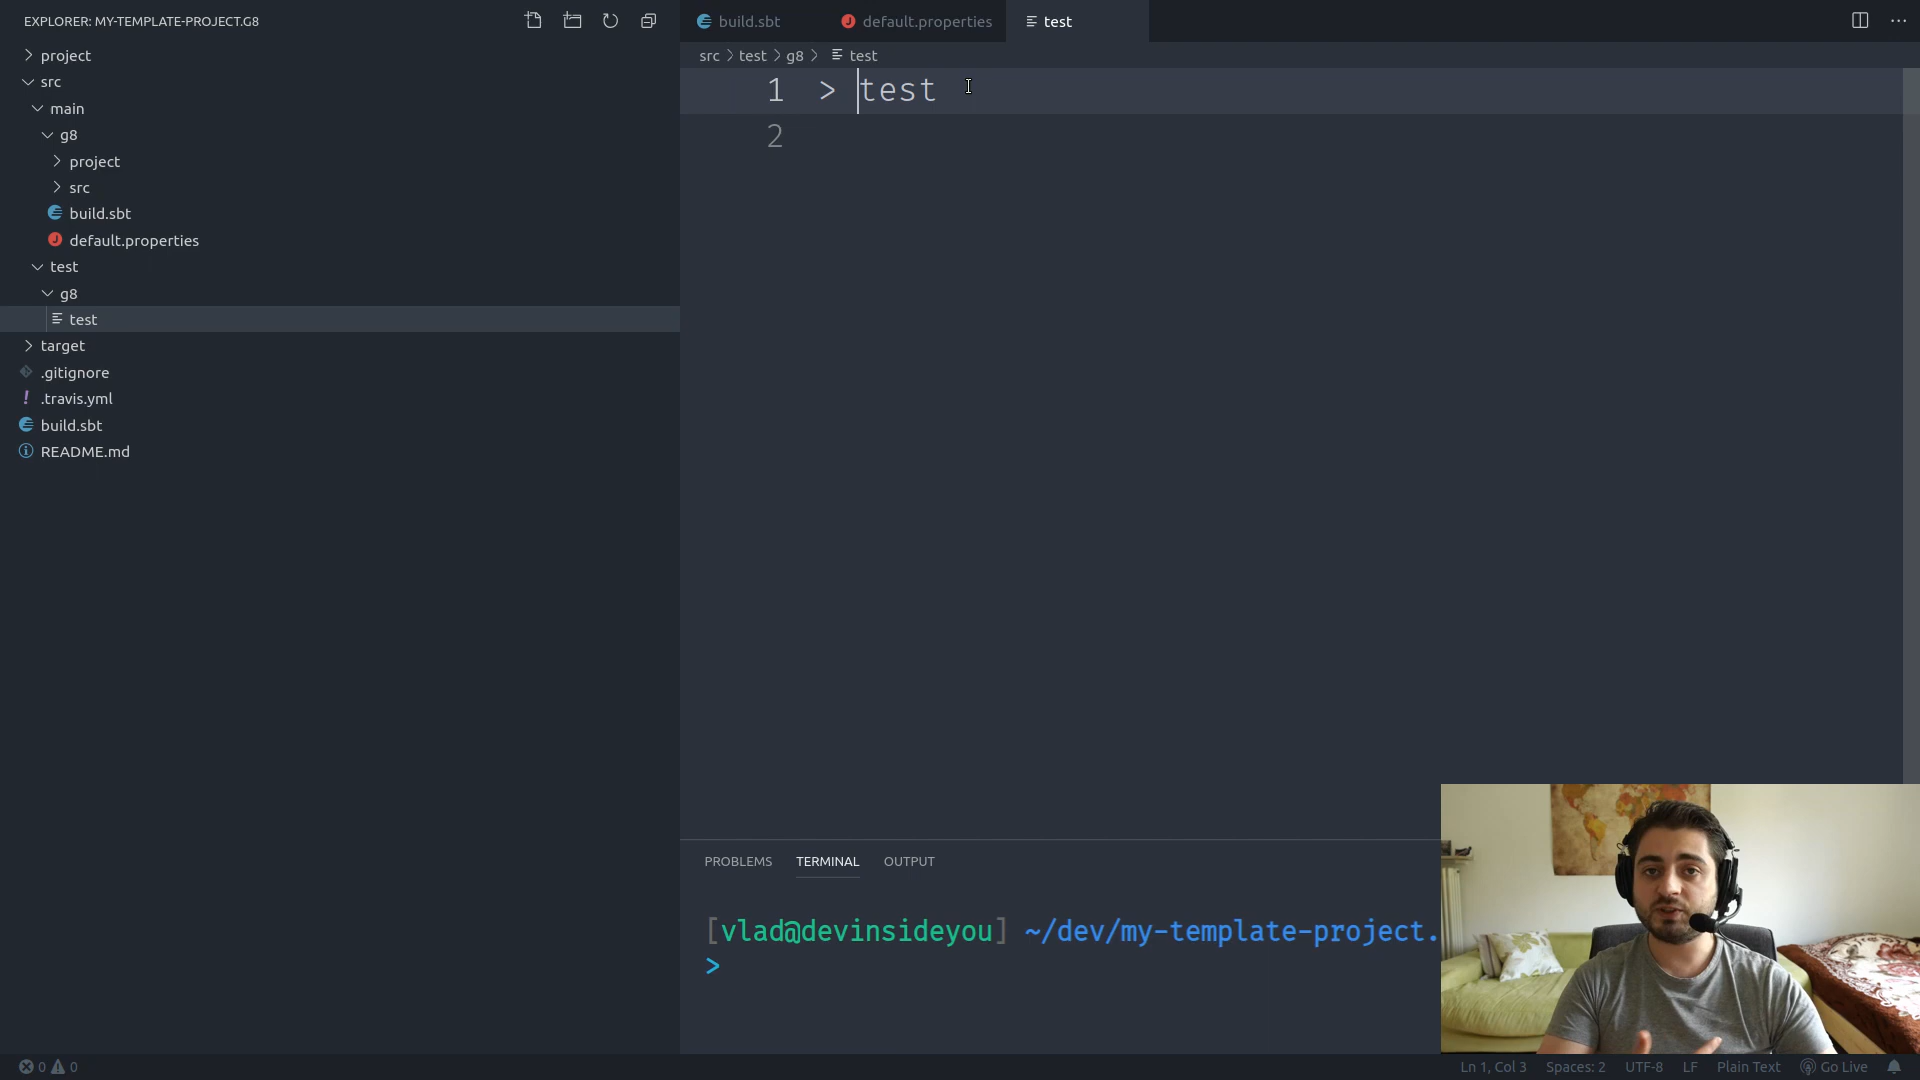 EXPLORER: MY-TEMPLATE-PROJECT.G8
project
src
main
g8
project
src
build.sbt
default.properties
test
g8
test
target
.gitignore
.travis.yml
build.sbt
README.md
build.sbt
default.properties
test
src > test > g8 > test
1 > test
2
PROBLEMS TERMINAL OUTPUT
[vlad@devinsideyou] ~/dev/my-template-project.
>
0 0
Ln 1, Col 3 Spaces: 2 UTF-8 LF Plain Text Go Live